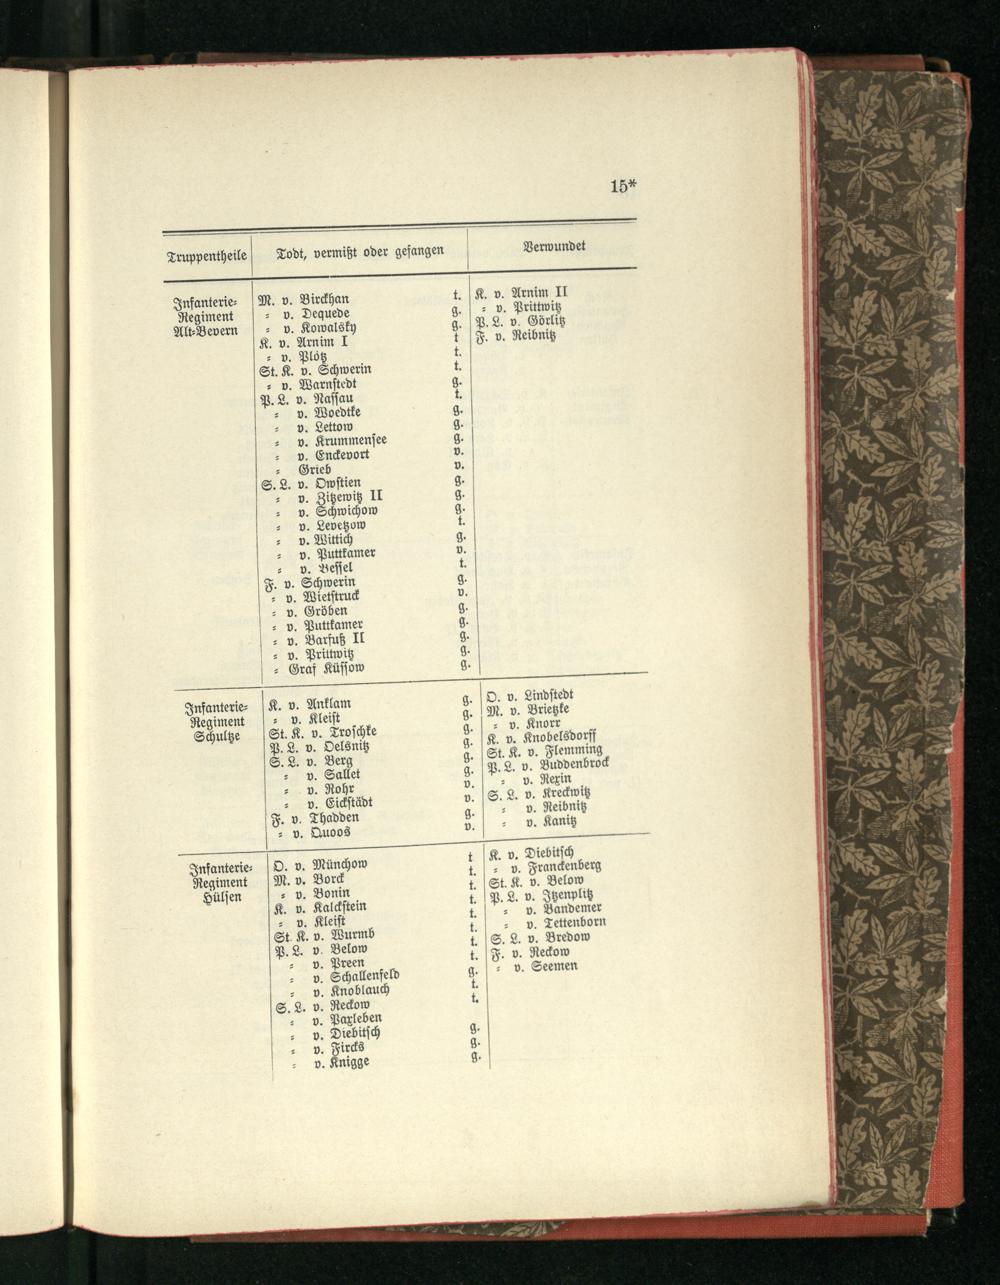 15*
Truppentheile Todt, vermißt oder gefangen Verwundet
Infanterie- M. v. Birckhan t. K. v. Arnim II
Regiment - v. Dequede g. - v. Prittwitz
Alt-Bevern - v. Kowalsky g. P. L. v. Görlitz
K. v. Arnim I t F. v. Reibnitz
- v. Plötz t.
St. K. v. Schwerin t.
- v. Warnstedt g.
P. L. v. Nassau t.
- v. Woedtke g.
- v. Lettow g.
- v. Krummensee g.
- v. Enckevort v.
- Grieb v.
S. L. v. Owstien g.
- v. Zitzewitz II g.
- v. Schwichow g.
- v. Levetzow t.
- v. Wittich g.
- v. Puttkamer v.
- v. Bessel t.
F. v. Schwerin g.
- v. Wietstruck v.
- v. Gröben g.
- v. Puttkamer g.
- v. Barfuß II g.
- v. Prittwitz g.
- Graf Küssow g.
Infanterie- K. v. Anklam g. O. v. Lindstedt
Regiment - v. Kleist g. M. v. Brietzke
Schultze St. K. v. Troschke g. - v. Knorr
P. L. v. Oelsnitz g. K. v. Knobelsdorff
S. L. v. Berg g. St. K. v. Flemming
- v. Sallet g. P. L. v. Buddenbrock
- v. Rohr v. - v. Rexin
- v. Eickstädt v. S. L. v. Kreckwitz
F. v. Thadden g. - v. Reibnitz
- v. Quoos v. - v. Kanitz
Infanterie- O. v. Münchow t K. v. Diebitsch
Regiment M. v. Borck t. - v. Franckenberg
Hülsen - v. Bonin t. St. K. v. Below
K. v. Kalckstein t. P. L. v. Itzenplitz
- v. Kleist t. - v. Bandemer
St. K. v. Wurmb t. - v. Tettenborn
P. L. v. Below t. S. L. v. Bredow
- v. Preen t. F. v. Reckow
- v. Schallenfeld g. - v. Seemen
- v. Knoblauch t.
S. L. v. Reckow t.
- v. Paxleben
- v. Diebitsch g.
- v. Fircks g.
- v. Knigge g.